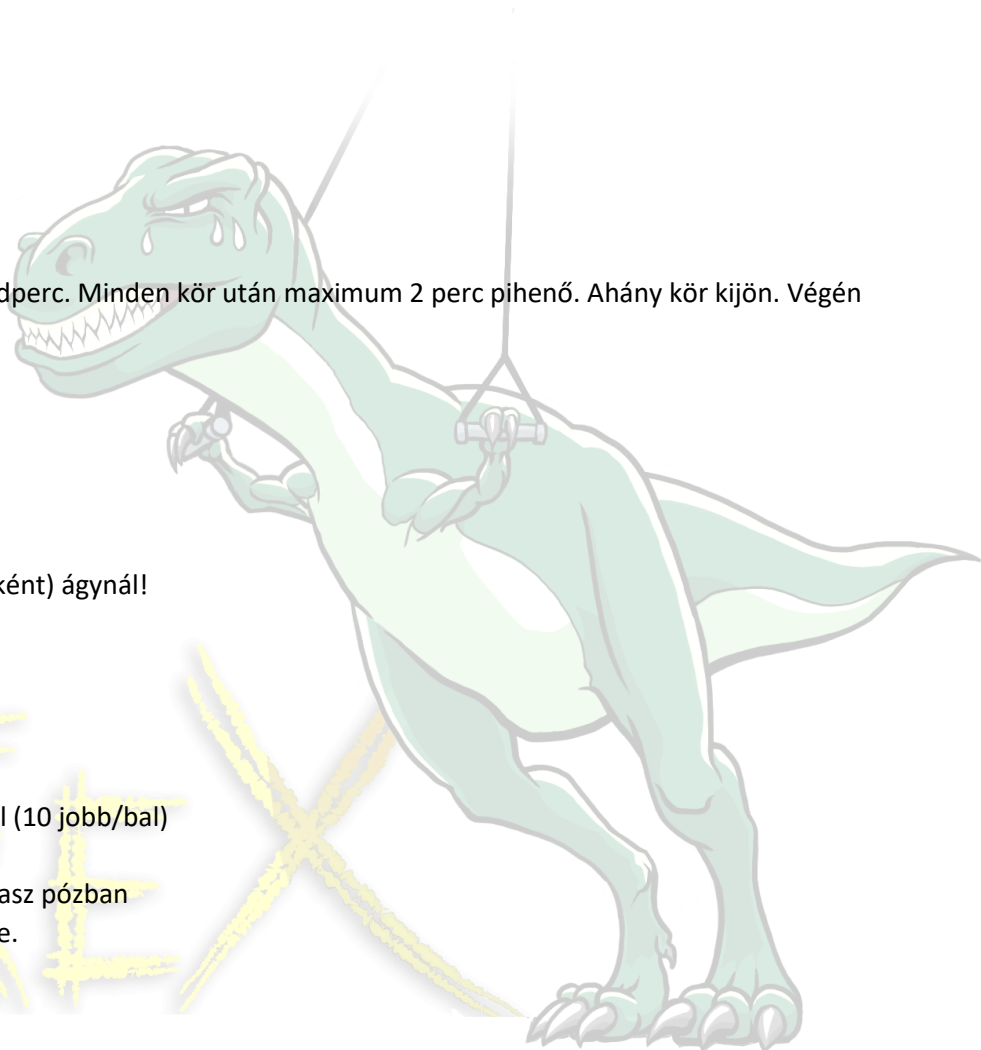 dperc. Minden kör után maximum 2 perc pihenő. Ahány kör kijön. Végén
ként) ágynál!
l (10 jobb/bal)
asz pózban
e.
EX